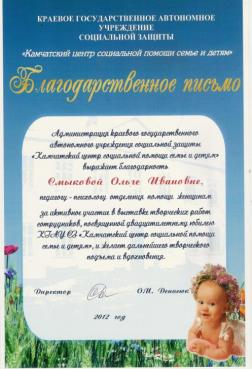 КРАЕВОЕ ГОСУДАРСТВЕННОЕ АВТОНОМНОЕ
УЧРЕЖДЕНИЕ
СОЦИАЛЬНОЙ ЗАЩИТЫ
«Камчатский центр социальной помощи семье и детям»
Благодарственное письмо
Администрация краевого государственного
автономного учреждения социальной защиты
«Камчатский центр социальной помощи семье и детям»
выражает благодарность
Смыковой Ольге Ивановне,
педагогу - психологу отделения помощи женщинам
за активное участие в выставке творческих работ
сотрудников, посвященной двадцатилетнему юбилею
КГАУ СЗ «Камчатский центр социальной помощи
семье и детям», и желает дальнейшего творческого
подъема и вдохновения.
Директор О.И.
2012 год